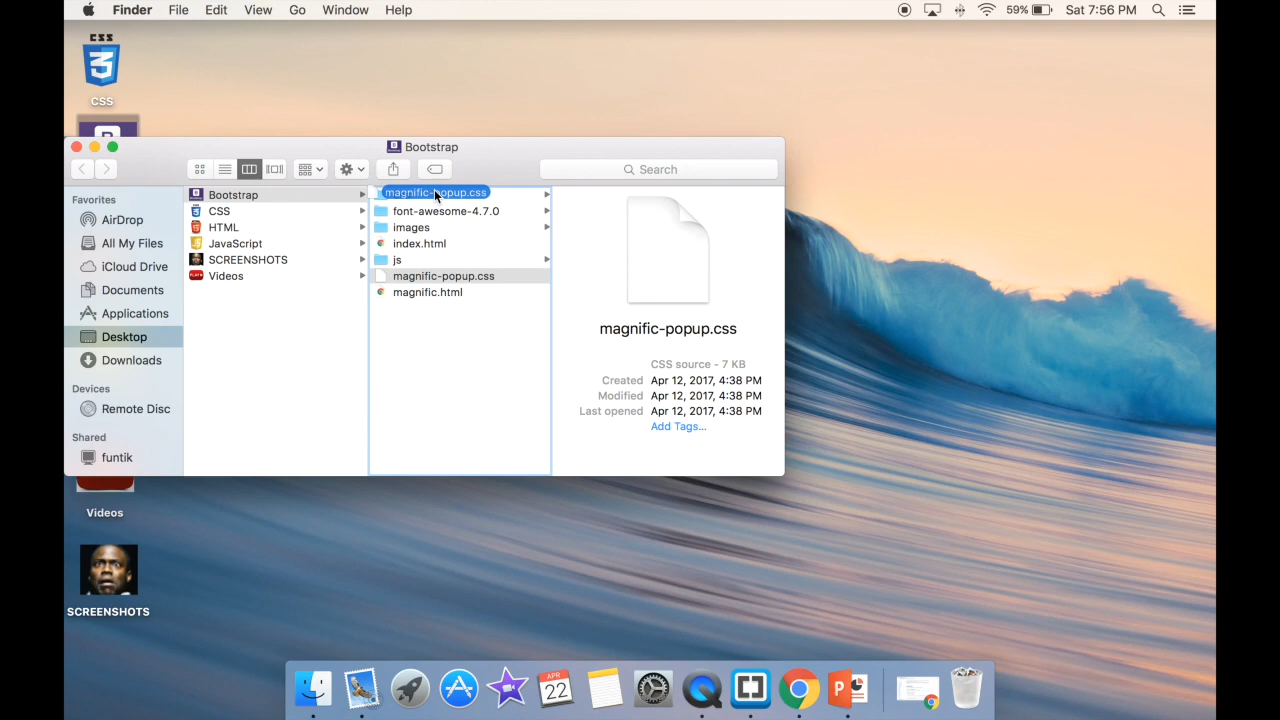 Finder File Edit View Go Window Help 59% Sat 7:56 PM
CSS
3
CSS
Bootstrap
Search
Favorites
AirDrop
All My Files
iCloud Drive
Documents
Applications
Desktop
Downloads
Devices
Remote Disc
Shared
funtik
Bootstrap
CSS
HTML
JavaScript
SCREENSHOTS
Videos
magnific-popup.css
font-awesome-4.7.0
images
index.html
js
magnific-popup.css
magnific.html
magnific-popup.css
CSS source - 7 KB
Created Apr 12, 2017, 4:38 PM
Modified Apr 12, 2017, 4:38 PM
Last opened Apr 12, 2017, 4:38 PM
Add Tags...
Videos
SCREENSHOTS
APR
22
P